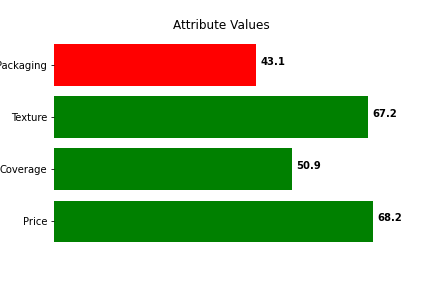 Attribute Values
Packaging 43.1
Texture 67.2
Coverage 50.9
Price 68.2